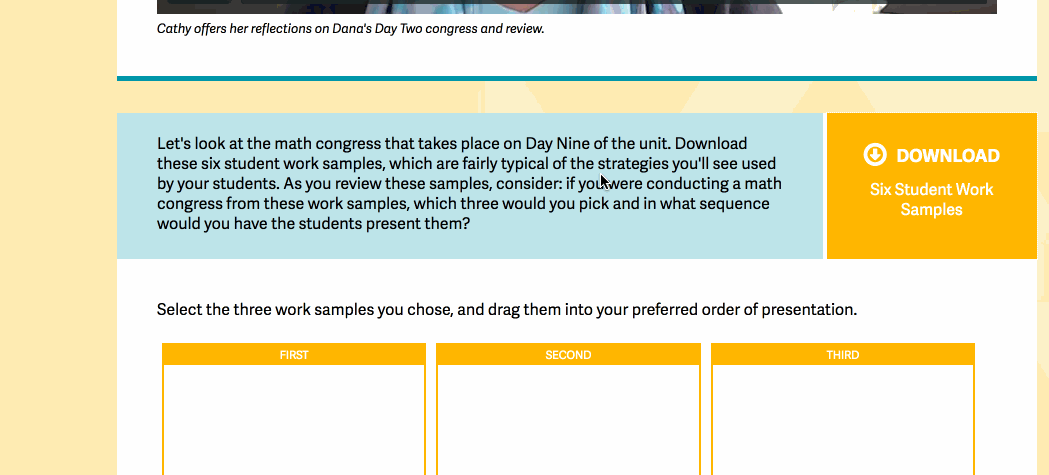 Cathy offers her reflections on Dana's Day Two congress and review.
Let's look at the math congress that takes place on Day Nine of the unit. Download
these six student work samples, which are fairly typical of the strategies you'll see used
by your students. As you review these samples, consider: if you were conducting a math
congress from these work samples, which three would you pick and in what sequence
would you have the students present them?
DOWNLOAD
Six Student Work
Samples
Select the three work samples you chose, and drag them into your preferred order of presentation.
FIRST
SECOND
THIRD